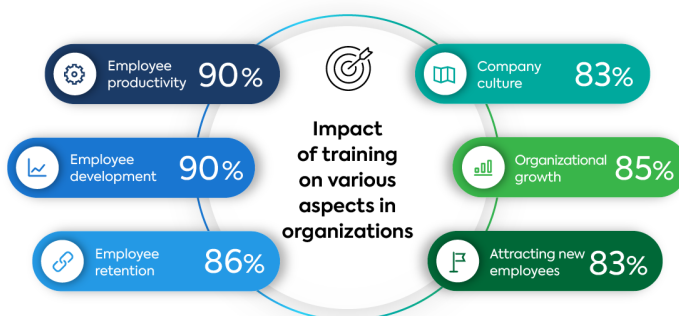 Employee
productivity
90%
Employee
development
90%
Employee
retention
86%
Impact
of training
on various
aspects in
organizations
Company
culture
83%
Organizational
growth
85%
Attracting new
employees
83%